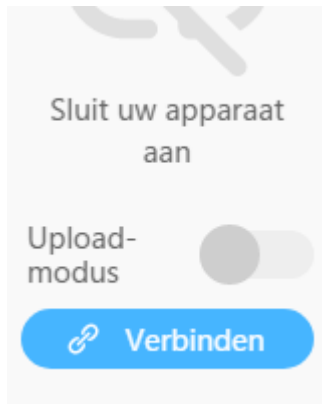 Sluit uw apparaat
aan
Upload-
modus
Verbinden